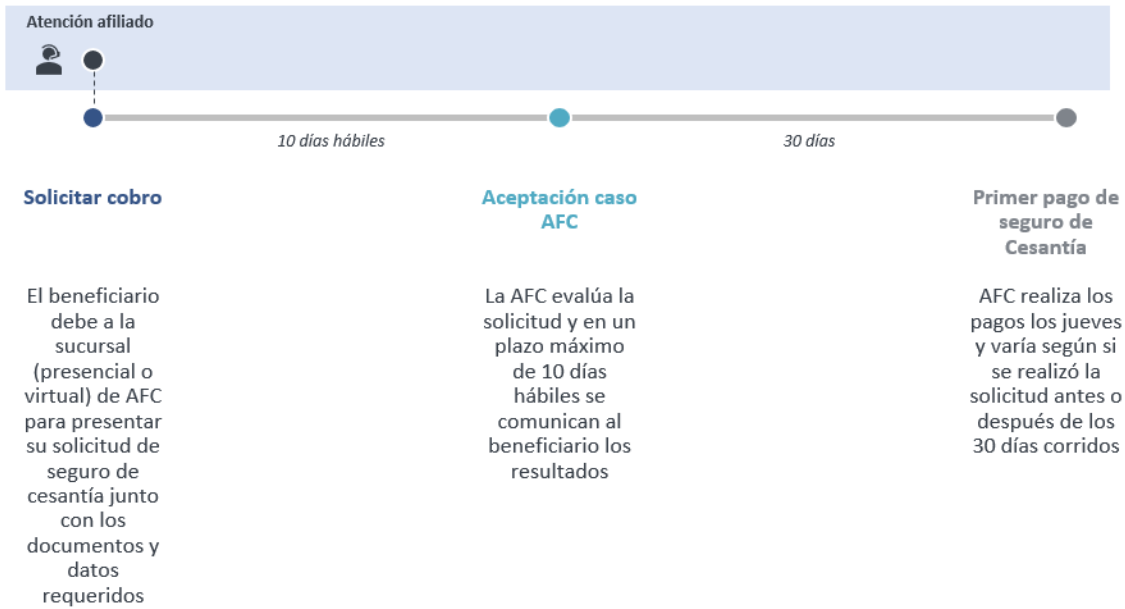 Atención afiliado
10 días hábiles
30 días
Solicitar cobro
Aceptación caso
AFC
Primer pago de
seguro de
Cesantía
El beneficiario
debe a la
sucursal
(presencial o
virtual) de AFC
para presentar
su solicitud de
seguro de
cesantía junto
con los
documentos y
datos
requeridos
La AFC evalúa la
solicitud y en un
plazo máximo
de 10 días
hábiles se
comunican al
beneficiario los
resultados
AFC realiza los
pagos los jueves
y varía según si
se realizó la
solicitud antes o
después de los
30 días corridos